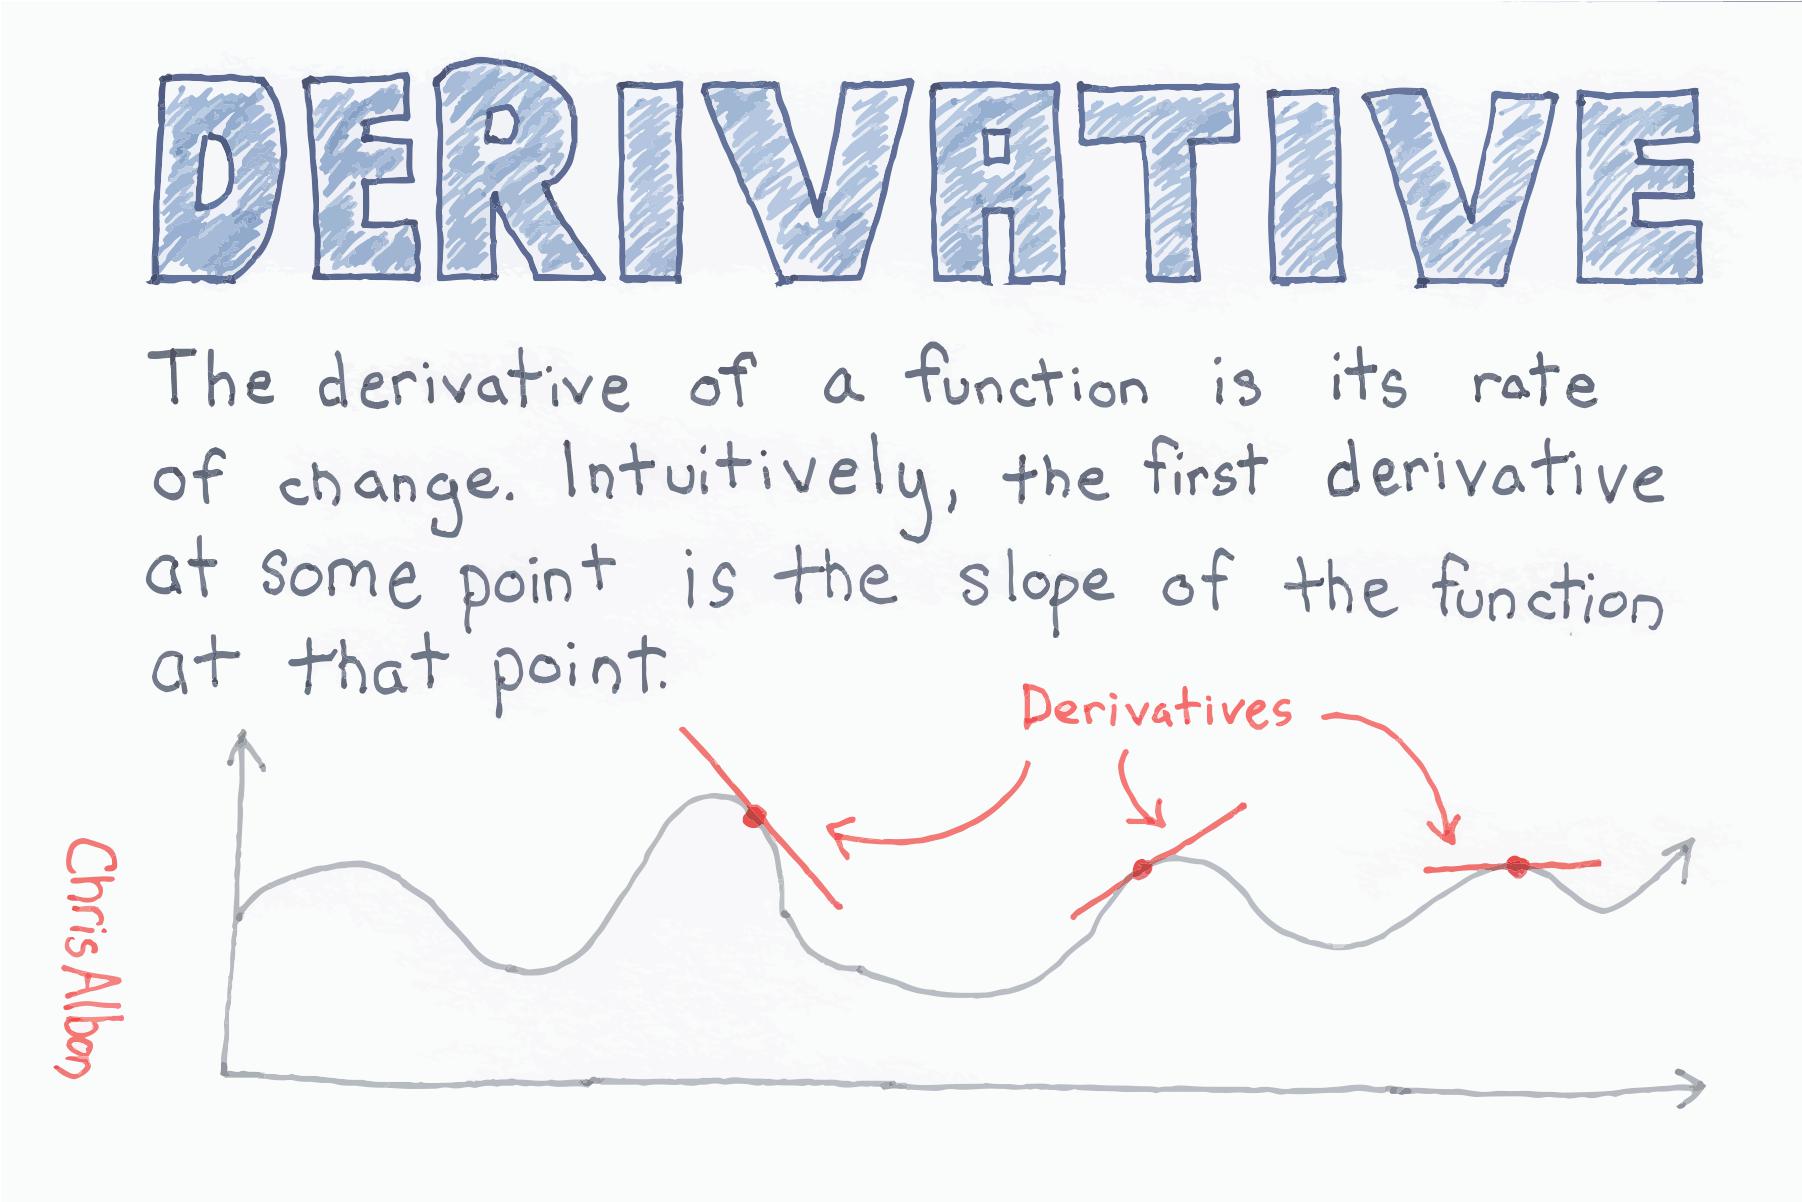 DERIVATIVE
The derivative of a function is its rate
of change. Intuitively, the first derivative
at some point is the slope of the function
at that point.
Derivatives
Chris Albon